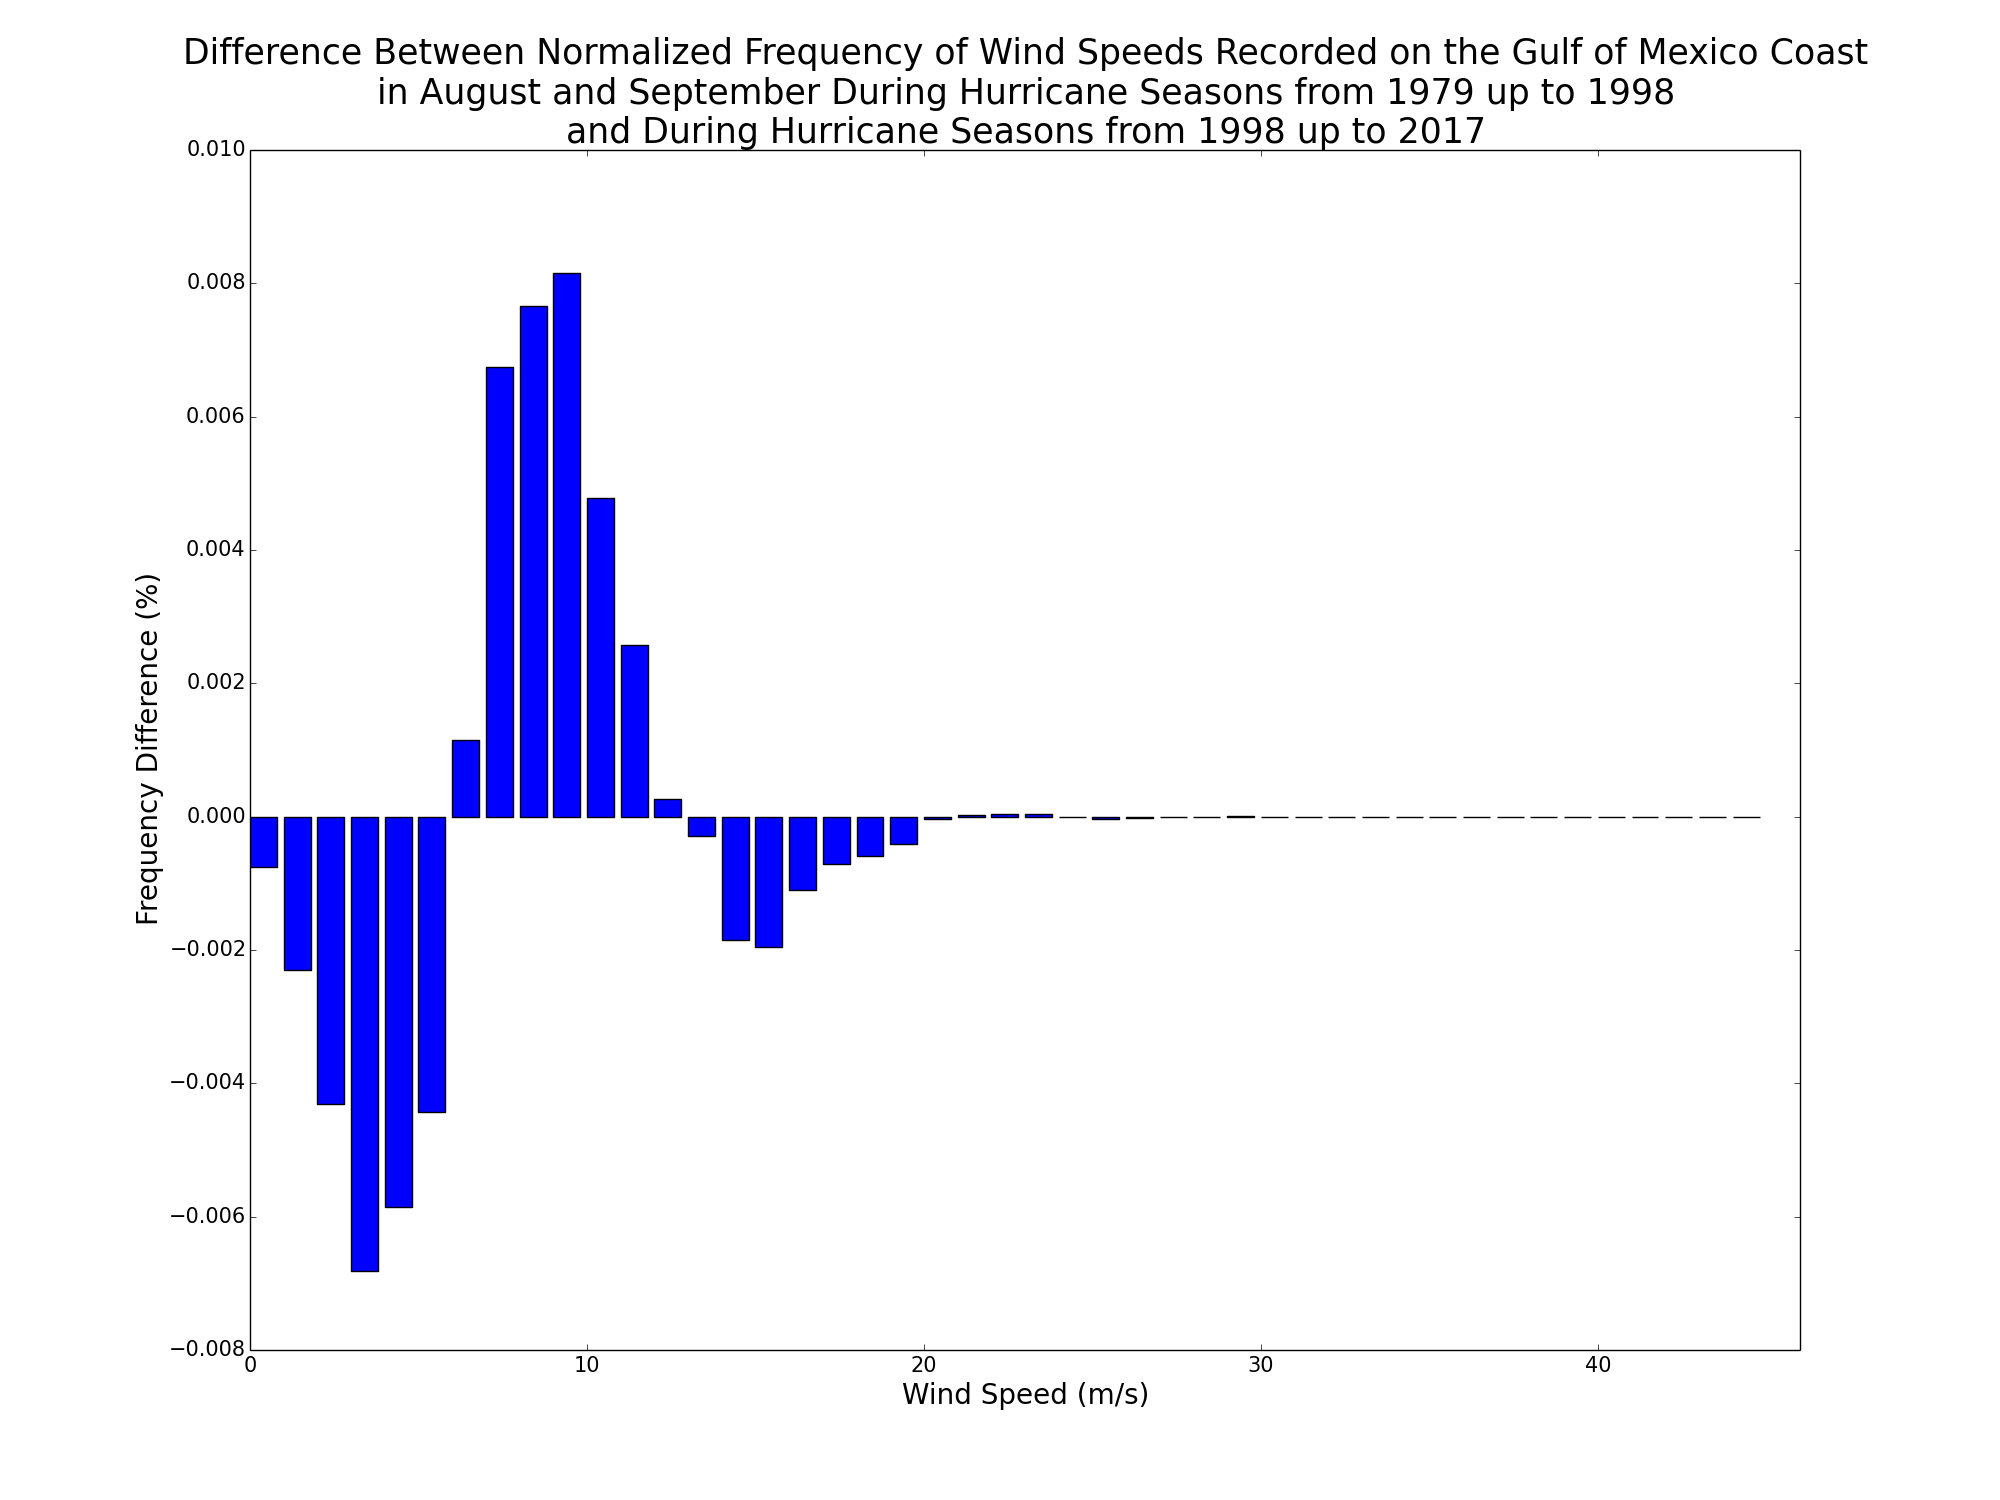 Difference Between Normalized Frequency of Wind Speeds Recorded on the Gulf of Mexico Coast
in August and September During Hurricane Seasons from 1979 up to 1998
and During Hurricane Seasons from 1998 up to 2017
0.010
0.008
0.006
0.004
0.002
0.000
−0.002
−0.004
−0.006
−0.008
Frequency Difference (%)
0 10 20 30 40
Wind Speed (m/s)